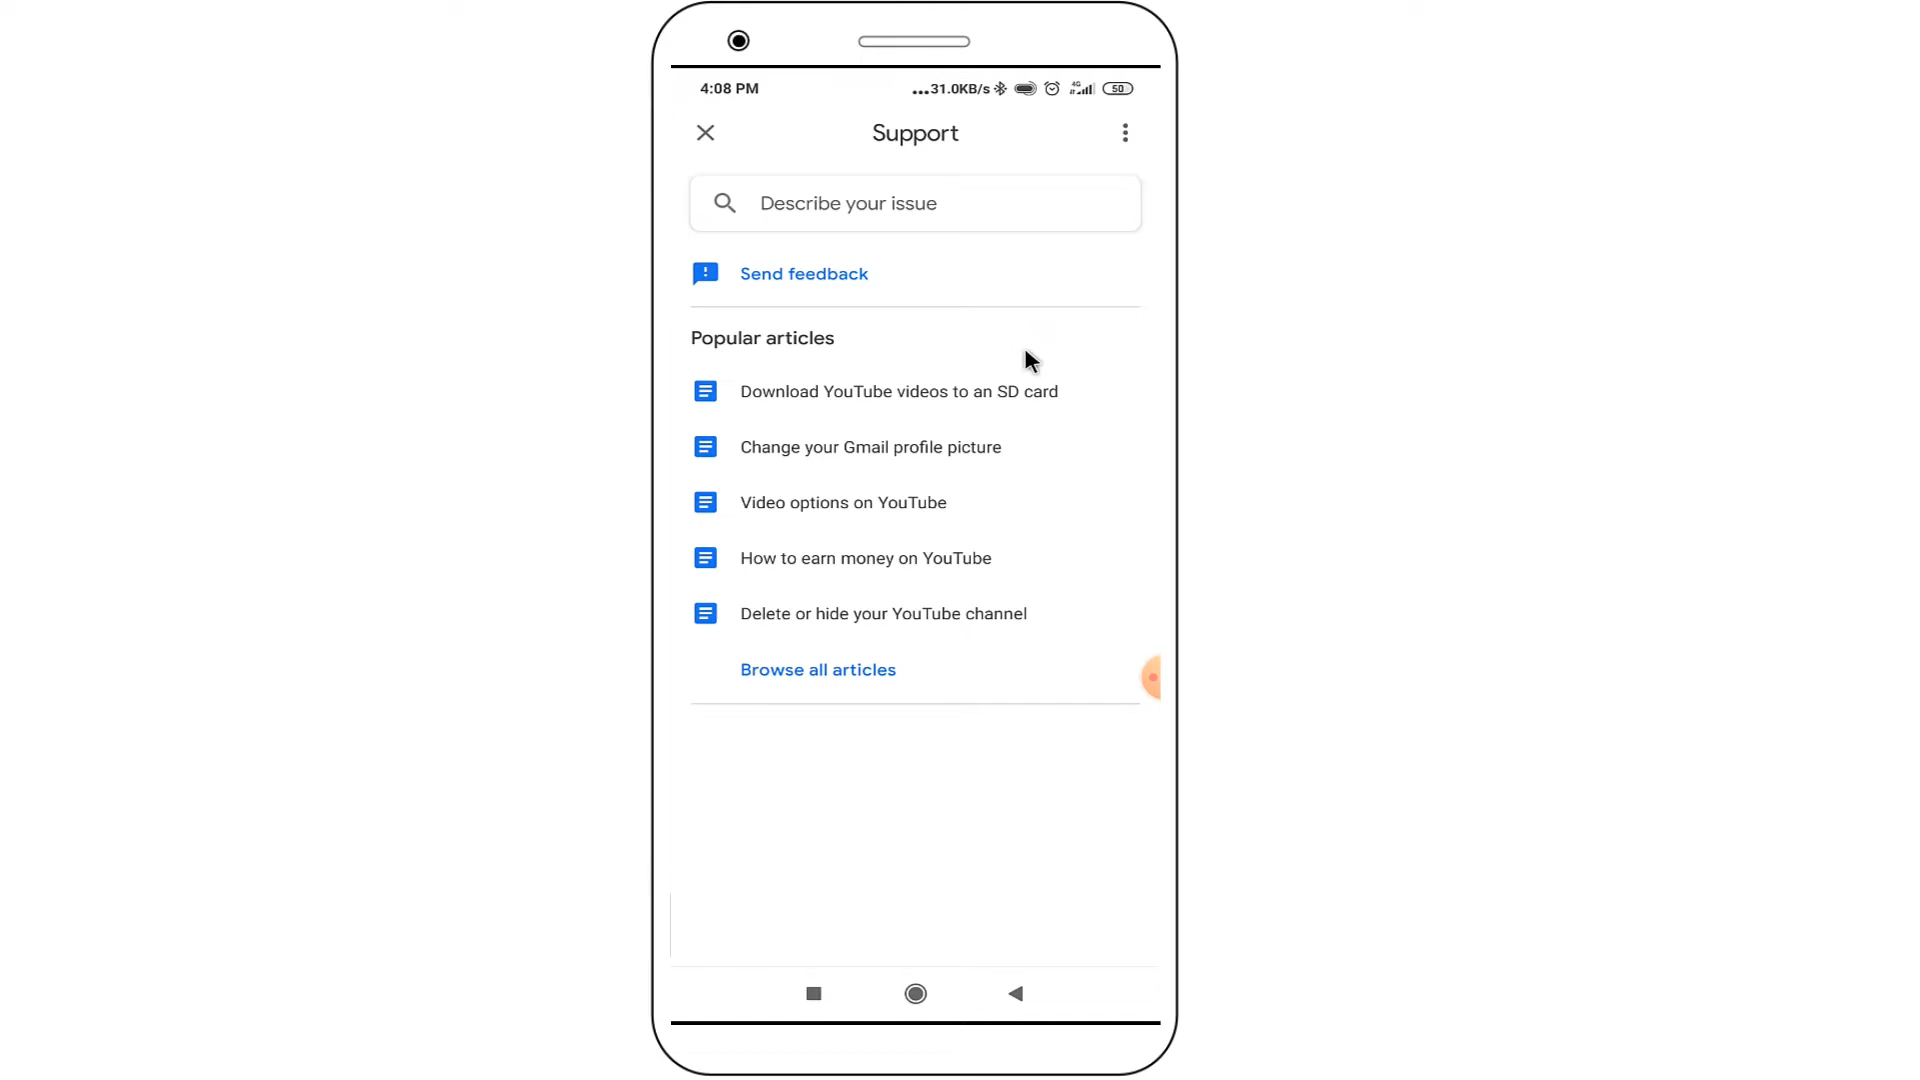 4:08 PM
...31.0KB/s 4G 50
Support
Describe your issue
Send feedback
Popular articles
Download YouTube videos to an SD card
Change your Gmail profile picture
Video options on YouTube
How to earn money on YouTube
Delete or hide your YouTube channel
Browse all articles